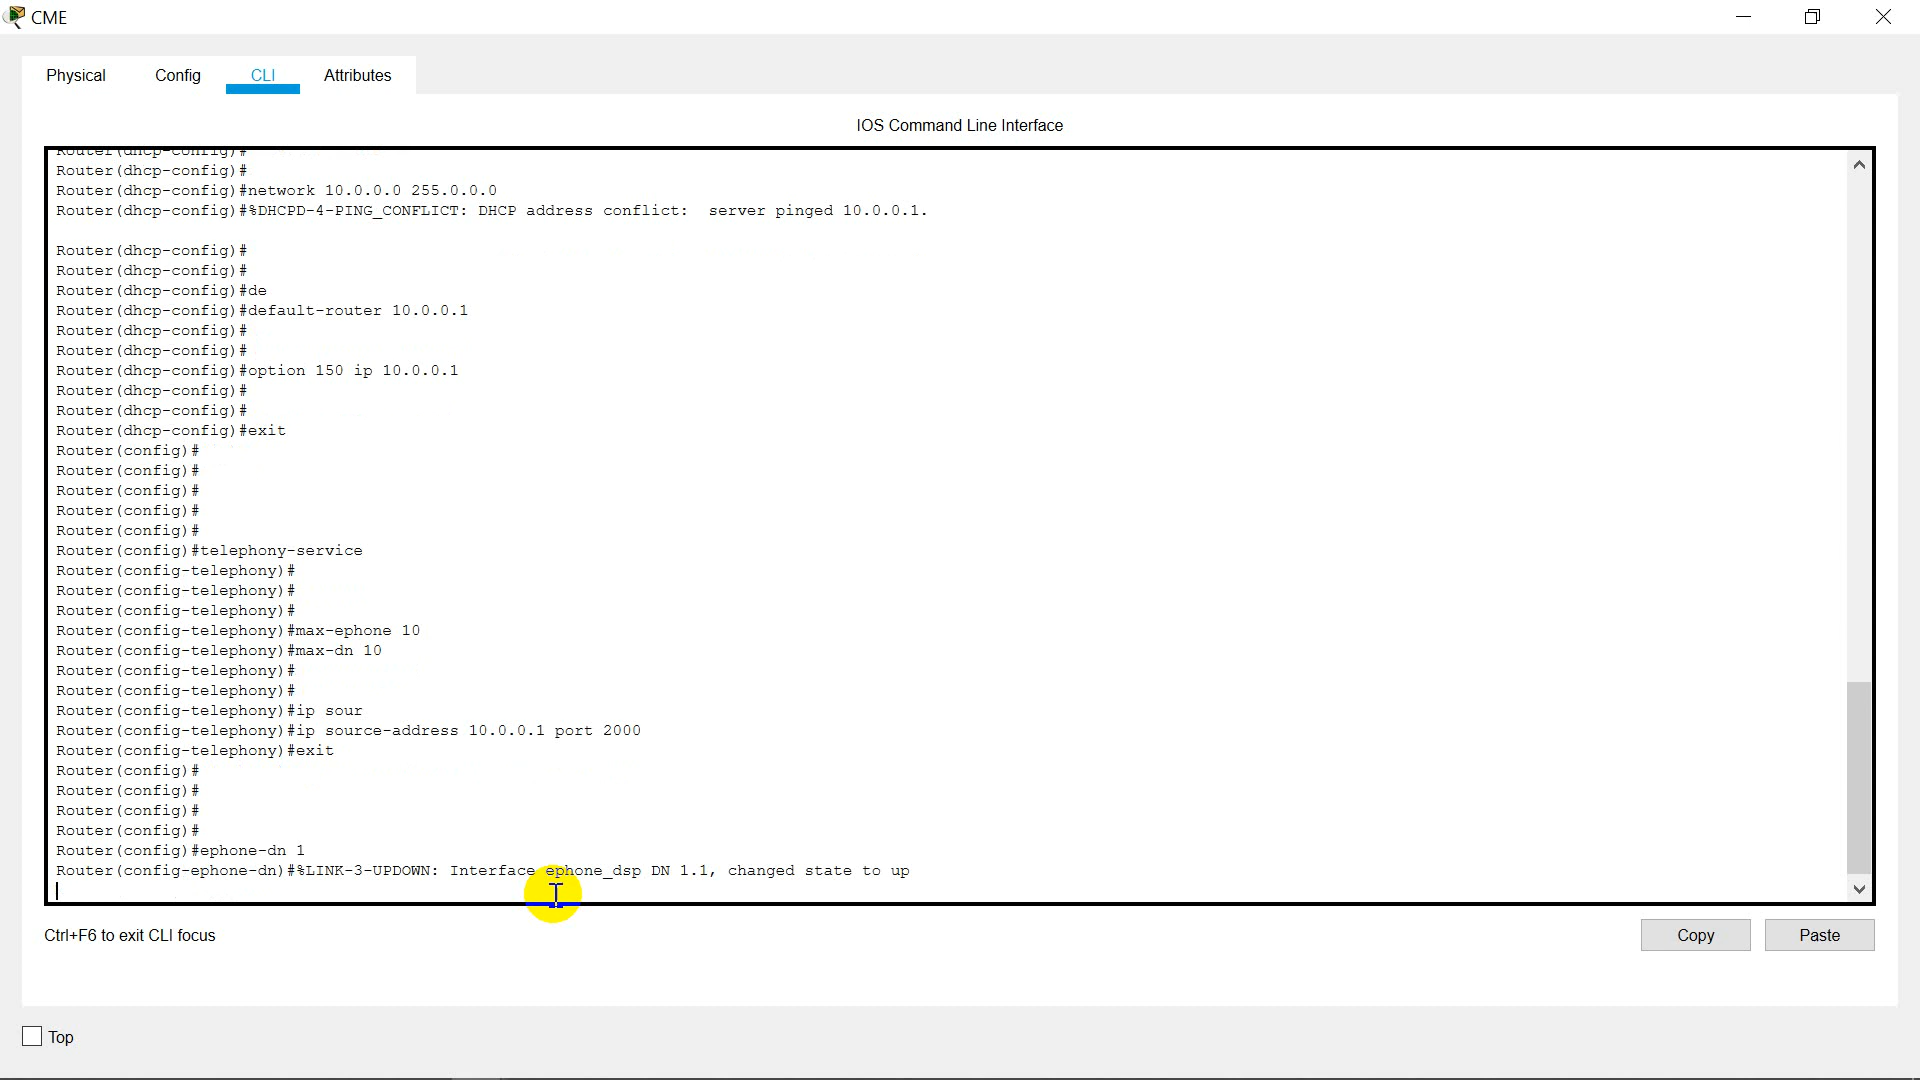 CME
Physical Config CLI Attributes
IOS Command Line Interface
Router(dhcp-config)#
Router(dhcp-config)#
Router(dhcp-config)#network 10.0.0.0 255.0.0.0
Router(dhcp-config)#%DHCPD-4-PING_CONFLICT: DHCP address conflict:  server pinged 10.0.0.1.
Router(dhcp-config)#
Router(dhcp-config)#
Router(dhcp-config)#de
Router(dhcp-config)#default-router 10.0.0.1
Router(dhcp-config)#
Router(dhcp-config)#
Router(dhcp-config)#option 150 ip 10.0.0.1
Router(dhcp-config)#
Router(dhcp-config)#
Router(dhcp-config)#exit
Router(config)#
Router(config)#
Router(config)#
Router(config)#
Router(config)#
Router(config)#telephony-service
Router(config-telephony)#
Router(config-telephony)#
Router(config-telephony)#
Router(config-telephony)#max-ephone 10
Router(config-telephony)#max-dn 10
Router(config-telephony)#
Router(config-telephony)#
Router(config-telephony)#ip sour
Router(config-telephony)#ip source-address 10.0.0.1 port 2000
Router(config-telephony)#exit
Router(config)#
Router(config)#
Router(config)#
Router(config)#
Router(config)#ephone-dn 1
Router(config-ephone-dn)#%LINK-3-UPDOWN: Interface ephone_dsp DN 1.1, changed state to up
Ctrl+F6 to exit CLI focus
Copy
Paste
Top